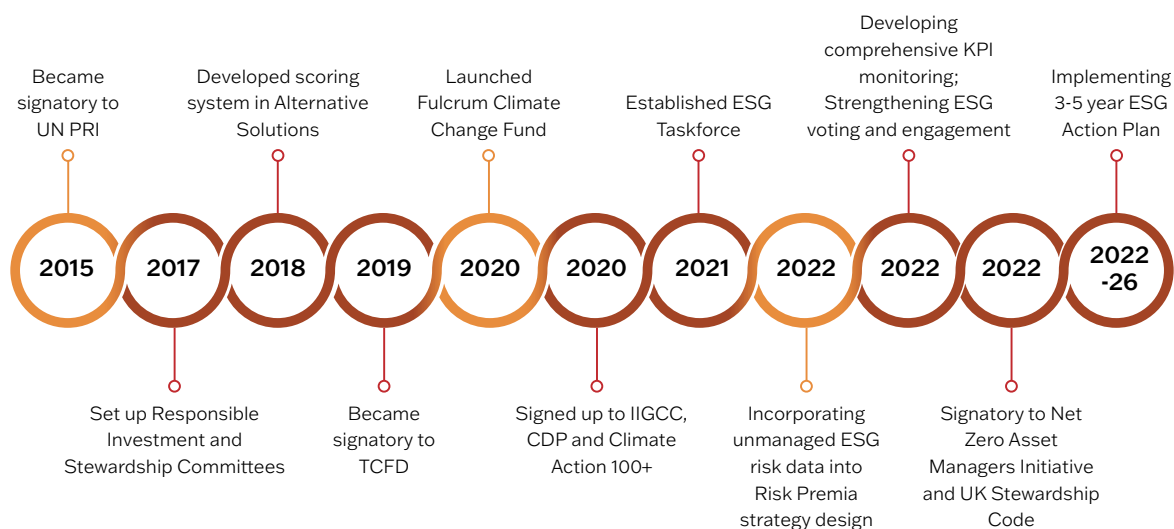 Became
signatory to
UN PRI
Developed scoring
system in Alternative
Solutions
Launched
Fulcrum Climate
Change Fund
Established ESG
Taskforce
Developing
comprehensive KPI
monitoring;
Strengthening ESG
voting and engagement
Implementing
3-5 year ESG
Action Plan
2015
2017
2018
2019
2020
2020
2021
2022
2022
2022
2022
-26
Set up Responsible
Investment and
Stewardship Committees
Became
signatory to
TCFD
Signed up to IIGCC,
CDP and Climate
Action 100+
Incorporating
unmanaged ESG
risk data into
Risk Premia
strategy design
Signatory to Net
Zero Asset
Managers Initiative
and UK Stewardship
Code